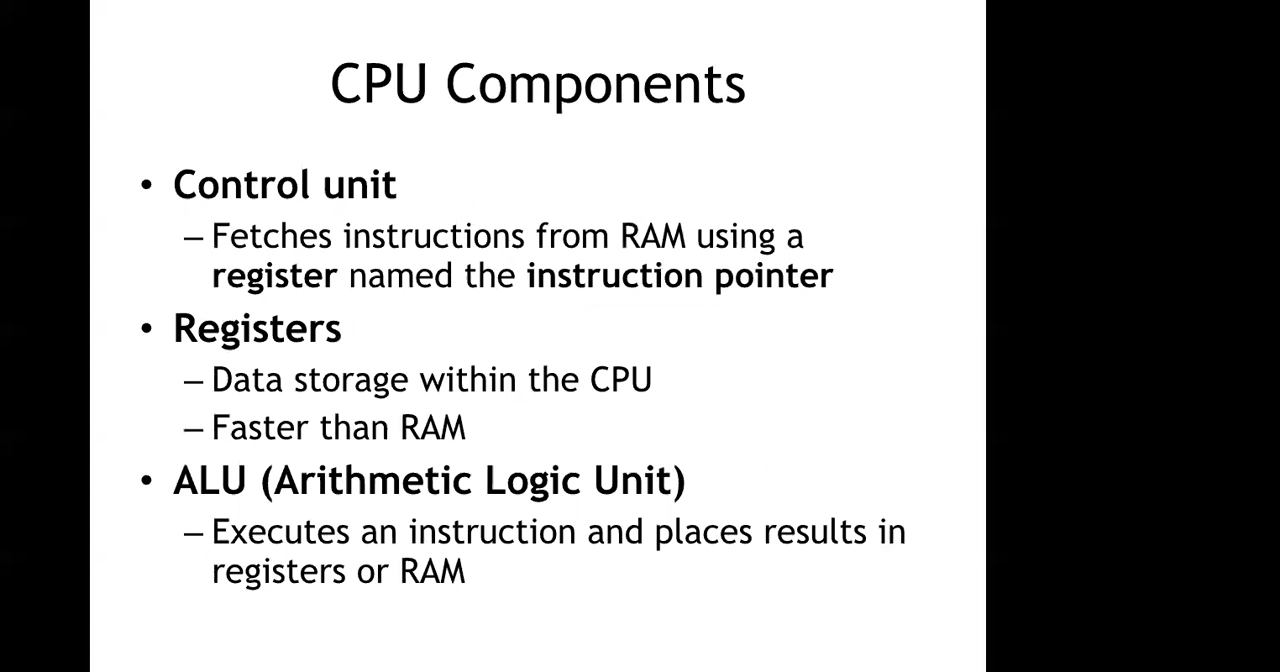 CPU Components
• Control unit
– Fetches instructions from RAM using a
register named the instruction pointer
• Registers
– Data storage within the CPU
– Faster than RAM
• ALU (Arithmetic Logic Unit)
– Executes an instruction and places results in
registers or RAM